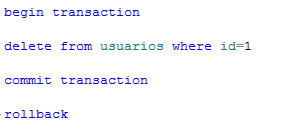 begin transaction
delete from usuarios where id=1
commit transaction
rollback